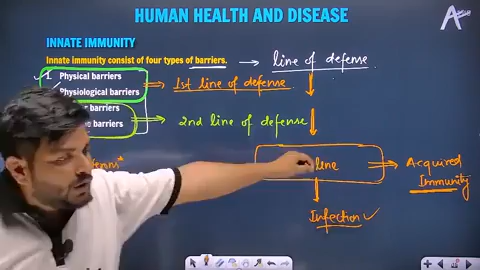 HUMAN HEALTH AND DISEASE
INNATE IMMUNITY
Innate immunity consist of four types of barriers. → line of defense
1. Physical barriers
Physiological barriers ⇒ 1st line of defense
barriers
barriers ⇒ 2nd line of defense
line ⇒ Acquired Immunity
Infection ✓